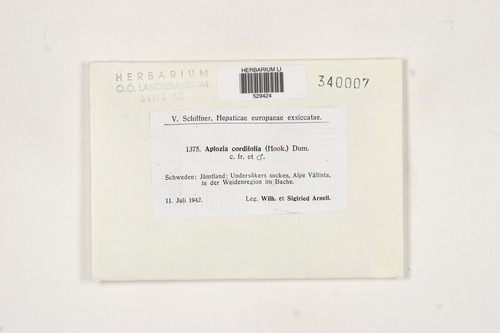 HERBARIUM
O.Ö. LANDESMUSEUM
LINZ
HERBARIUM LI
529424
340007
V. Schiffner, Hepaticae europaeae exsiccatae.
1375. Aplozia cordifolia (Hook.) Dum.
c. fr. et ♂.
Schweden: Jämtland; Undersåkers socken, Alpe Vällista,
in der Weidenregion im Bache.
11. Juli 1942.
Leg. Wilh. et Sigfried Arnell.